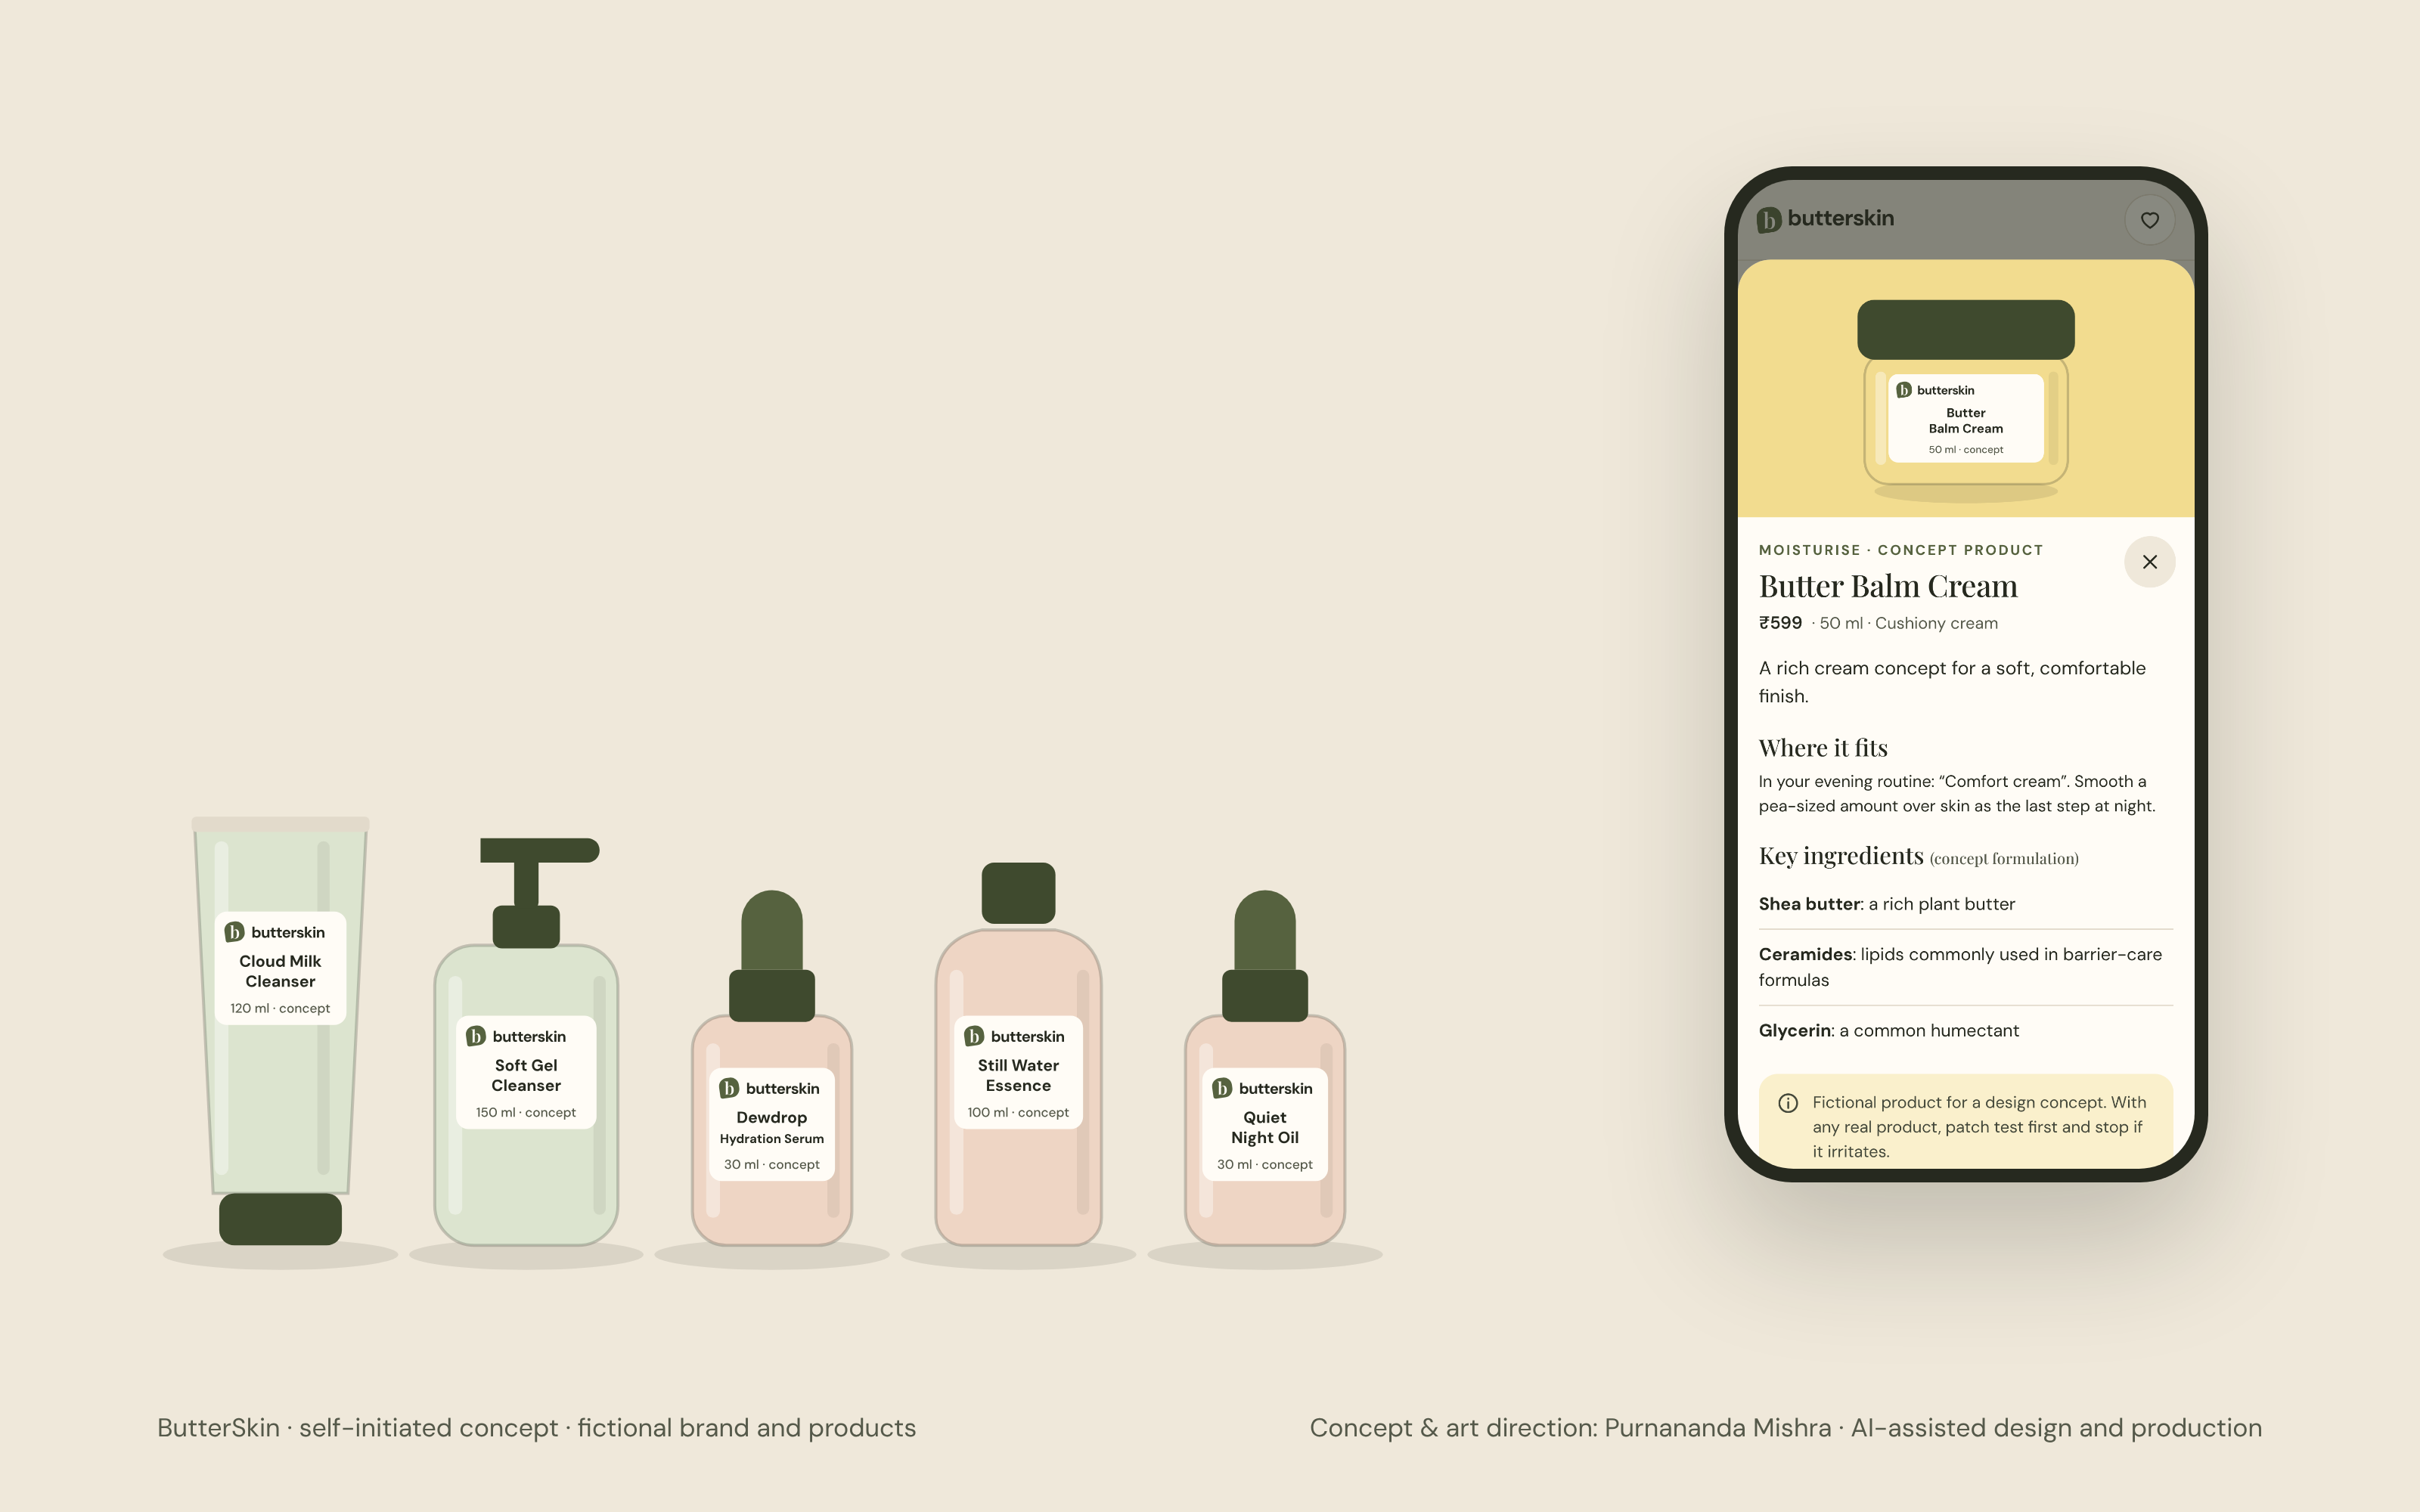 butterskin
Cloud Milk
Cleanser
120 ml · concept
butterskin
Soft Gel
Cleanser
150 ml · concept
butterskin
Dewdrop
Hydration Serum
30 ml · concept
butterskin
Still Water
Essence
100 ml · concept
butterskin
Quiet
Night Oil
30 ml · concept
butterskin
butterskin
Butter
Balm Cream
50 ml · concept
MOISTURISE · CONCEPT PRODUCT
Butter Balm Cream
₹599 · 50 ml · Cushiony cream
A rich cream concept for a soft, comfortable
finish.
Where it fits
In your evening routine: “Comfort cream”. Smooth a
pea-sized amount over skin as the last step at night.
Key ingredients (concept formulation)
Shea butter: a rich plant butter
Ceramides: lipids commonly used in barrier-care
formulas
Glycerin: a common humectant
Fictional product for a design concept. With
any real product, patch test first and stop if
it irritates.
ButterSkin · self-initiated concept · fictional brand and products
Concept & art direction: Purnananda Mishra · AI-assisted design and production